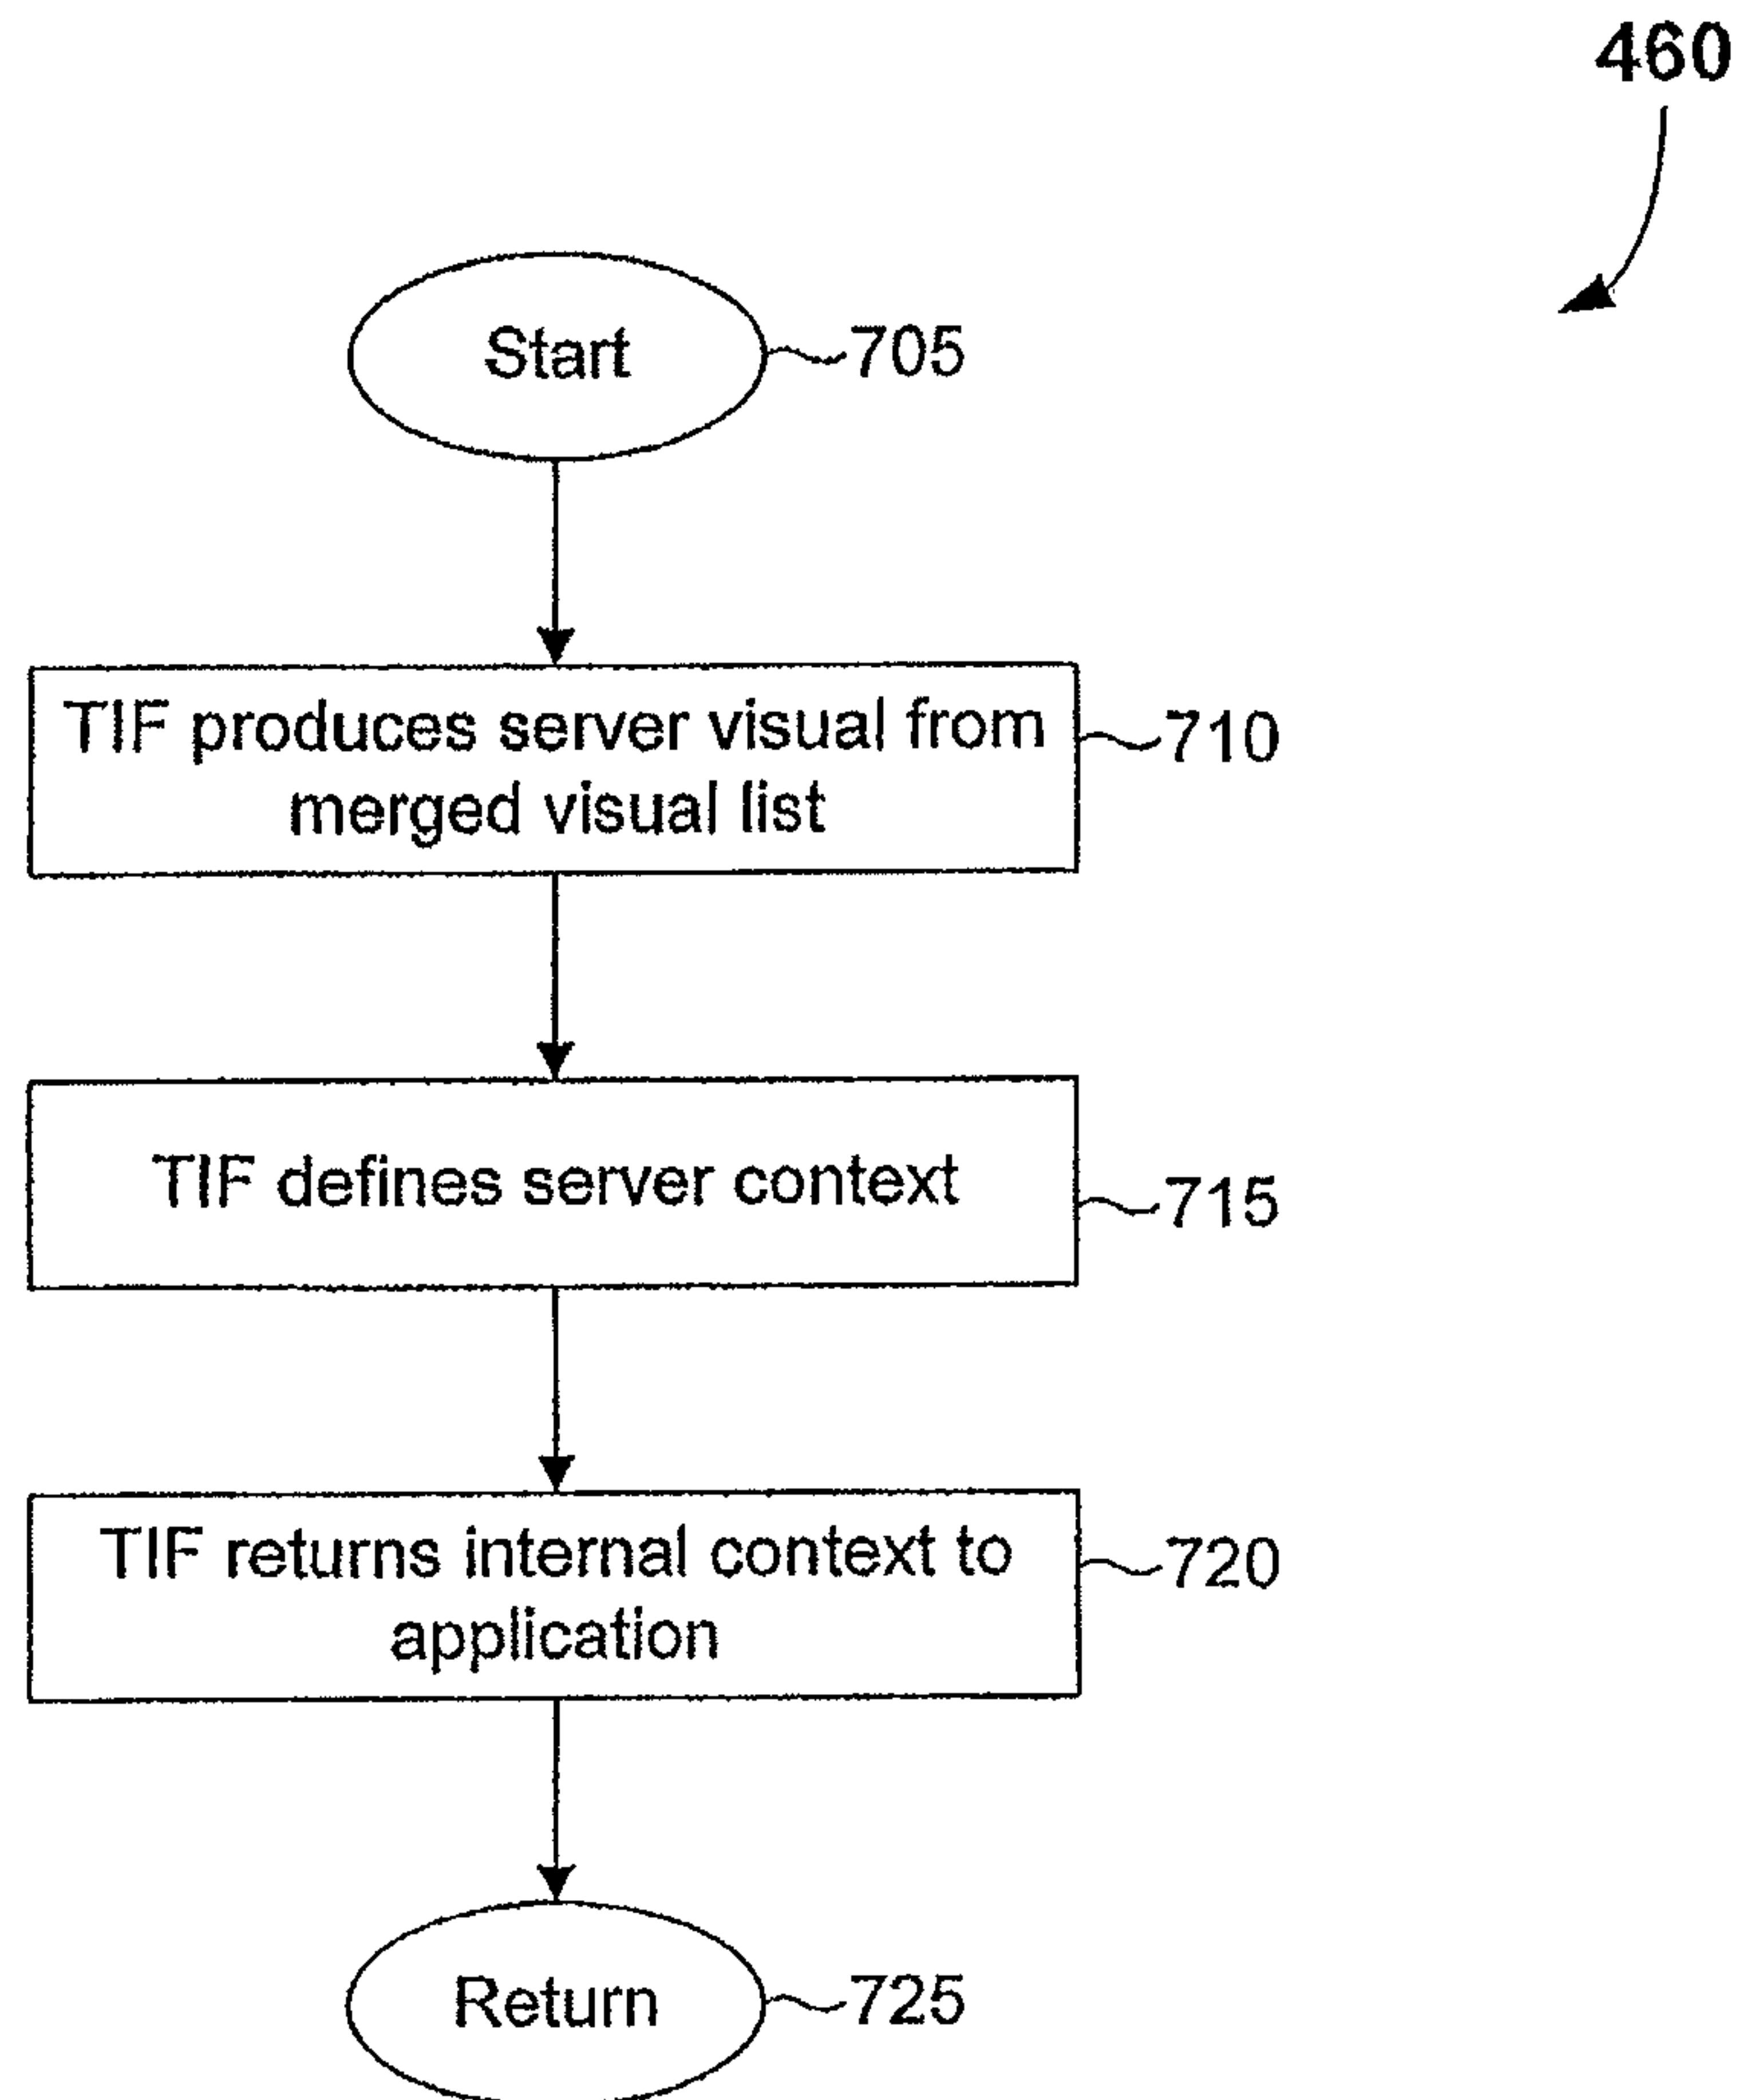 460
Start
705
TIF produces server visual from
merged visual list
710
TIF defines server context
715
TIF returns internal context to
application
720
Return
725